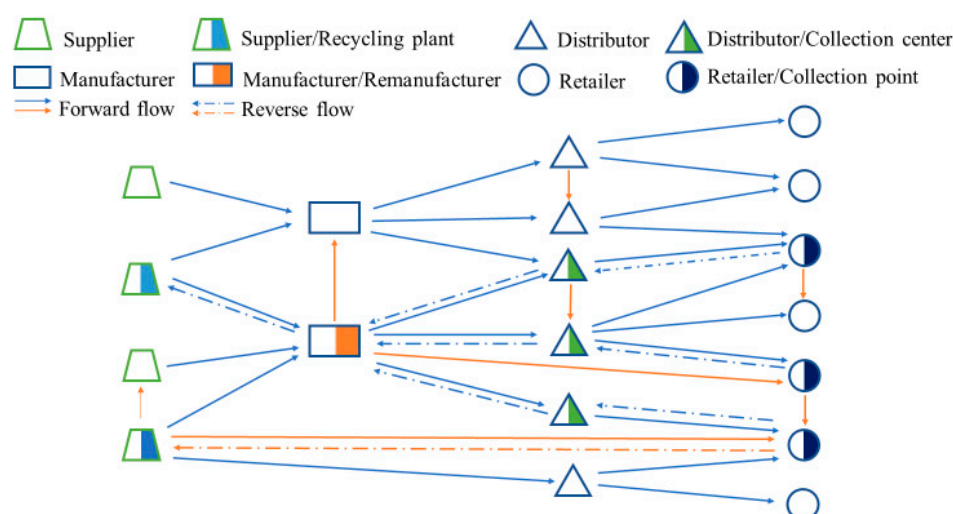 Supplier
Supplier/Recycling plant
Distributor
Distributor/Collection center
Manufacturer
Manufacturer/Remanufacturer
Retailer
Retailer/Collection point
Forward flow
Reverse flow